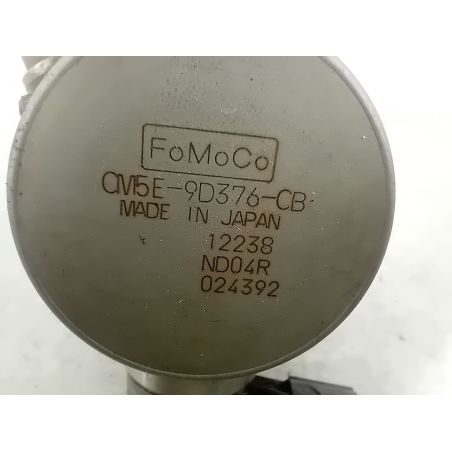 FoMoCo
CM5E-9D376-CB
MADE IN JAPAN
12238
ND04R
024392